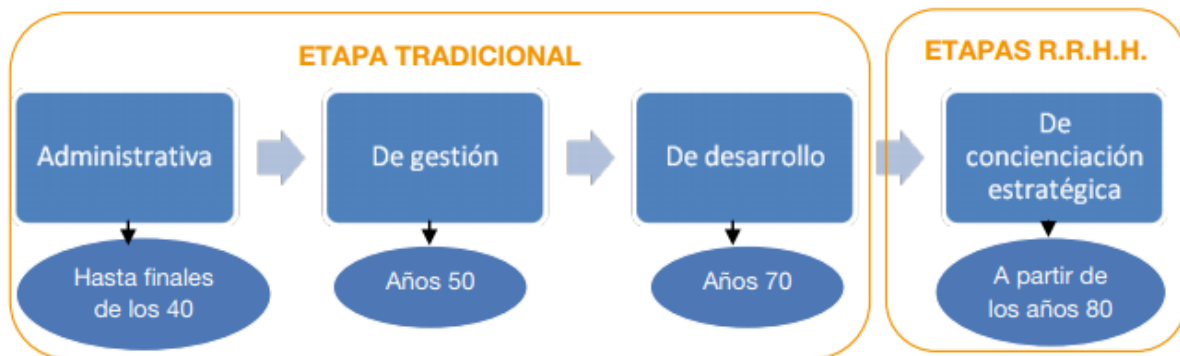 ETAPA TRADICIONAL
ETAPAS R.R.H.H.
Administrativa
De gestión
De desarrollo
De
concienciación
estratégica
Hasta finales
de los 40
Años 50
Años 70
A partir de
los años 80